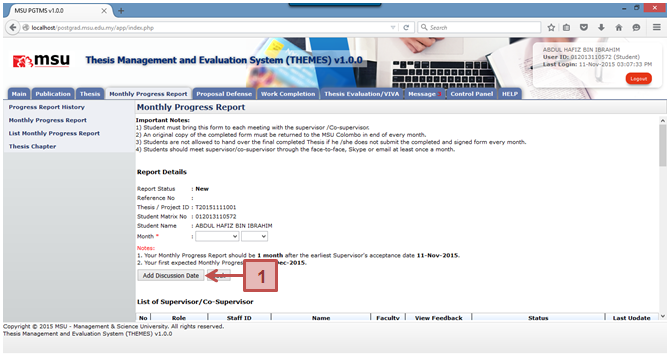 MSU PGTMS v1.0.0
localhost/postgrad.msu.edu.my/app/index.php
Search
msu
Thesis Management and Evaluation System (THEMES) v1.0.0
ABDUL HAFIZ BIN IBRAHIM
User ID: 012013110572 (Student)
Last Login: 11-Nov-2015 03:07:33 PM
Logout
Main Publication Thesis Monthly Progress Report Proposal Defense Work Completion Thesis Evaluation/VIVA Message Control Panel HELP
Progress Report History
Monthly Progress Report
List Monthly Progress Report
Thesis Chapter
Monthly Progress Report
Important Notes:
1) Student must bring this form to each meeting with the supervisor /Co-supervisor.
2) An original copy of the completed form must be returned to the MSU Colombo in end of every month.
3) Students are not allowed to hand over the final completed Thesis if he /she does not submit the completed and signed form every month.
4) Students should meet supervisor/co-supervisor through the face-to-face, Skype or email at least once a month.
Report Details
Report Status : New
Reference No :
Thesis / Project ID : T20151111001
Student Matrix No : 012013110572
Student Name : ABDUL HAFIZ BIN IBRAHIM
Month * :
Notes:
1. Your Monthly Progress Report should be 1 month after the earliest Supervisor's acceptance date 11-Nov-2015.
2. Your first expected Monthly Progress Dec-2015.
Add Discussion Date
1
List of Supervisor/Co-Supervisor
No Role Staff ID Name Faculty View Feedback Status Last Update
Copyright © 2015 MSU - Management & Science University. All rights reserved.
Thesis Management and Evaluation System (THEMES) v1.0.0